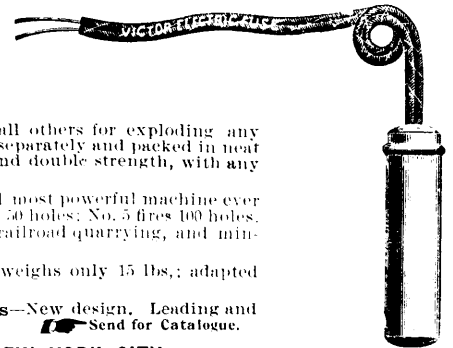 VICTOR ELECTRIC FUSE
all others for exploding any
separately and packed in neat
nd double strength, with any
most powerful machine ever
50 holes; No. 5 fires 100 holes.
railroad quarrying, and min-
weighs only 15 lbs,; adapted
s—New design. Leading and
Send for Catalogue.